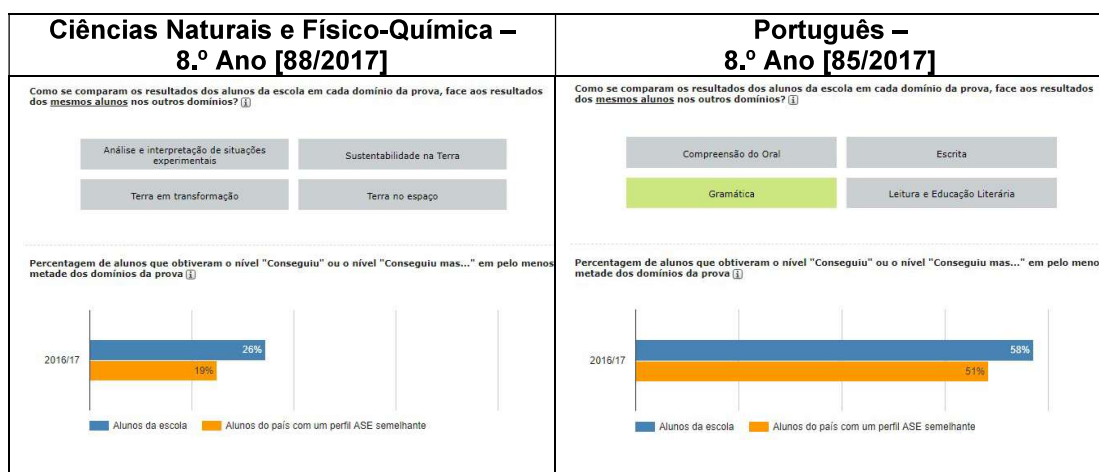 Ciências Naturais e Físico-Química –
8.º Ano [88/2017]
Como se comparam os resultados dos alunos da escola em cada domínio da prova, face aos resultados
dos mesmos alunos nos outros domínios? i
Análise e interpretação de situações
experimentais
Sustentabilidade na Terra
Terra em transformação
Terra no espaço
Percentagem de alunos que obtiveram o nível "Conseguiu" ou o nível "Conseguiu mas..." em pelo menos
metade dos domínios da prova i
2016/17
26%
19%
Alunos da escola
Alunos do país com um perfil ASE semelhante
Português –
8.º Ano [85/2017]
Como se comparam os resultados dos alunos da escola em cada domínio da prova, face aos resultados
dos mesmos alunos nos outros domínios? i
Compreensão do Oral
Escrita
Gramática
Leitura e Educação Literária
Percentagem de alunos que obtiveram o nível "Conseguiu" ou o nível "Conseguiu mas..." em pelo meno
metade dos domínios da prova i
2016/17
58%
51%
Alunos da escola
Alunos do país com um perfil ASE semelhante